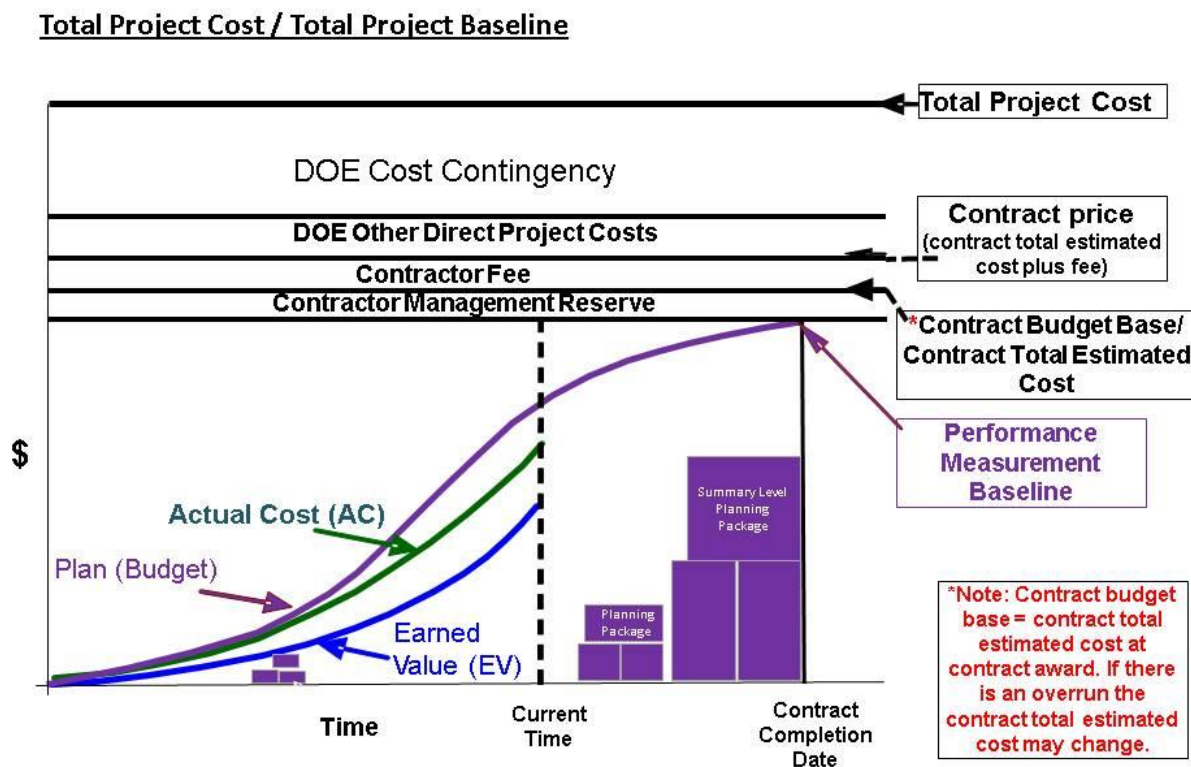 Total Project Cost / Total Project Baseline
Total Project Cost
DOE Cost Contingency
DOE Other Direct Project Costs
Contract price
(contract total estimated
cost plus fee)
Contractor Fee
Contractor Management Reserve
*Contract Budget Base/
Contract Total Estimated
Cost
Performance
Measurement
Baseline
$
Summary Level
Planning
Package
Actual Cost (AC)
Plan (Budget)
Earned
Value (EV)
Planning
Package
*Note: Contract budget
base = contract total
estimated cost at
contract award. If there
is an overrun the
contract total estimated
cost may change.
Time
Current
Time
Contract
Completion
Date